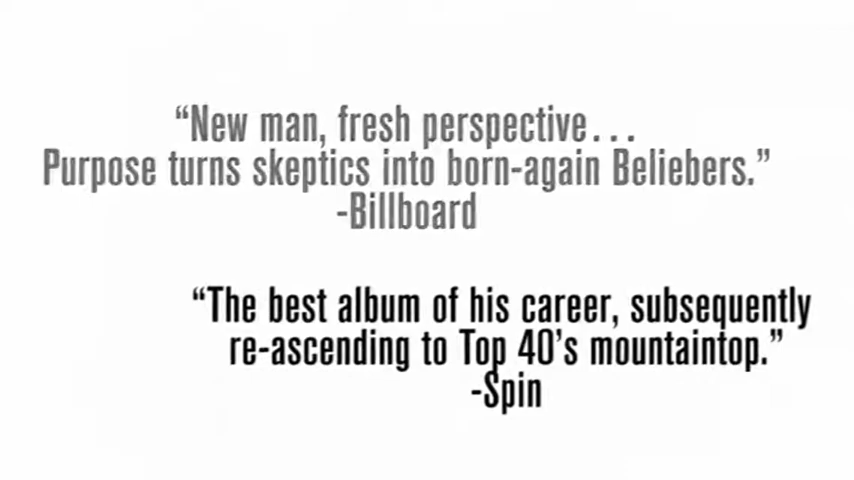 “New man, fresh perspective...
Purpose turns skeptics into born-again Beliebers.”
-Billboard
“The best album of his career, subsequently
re-ascending to Top 40’s mountaintop.”
-Spin